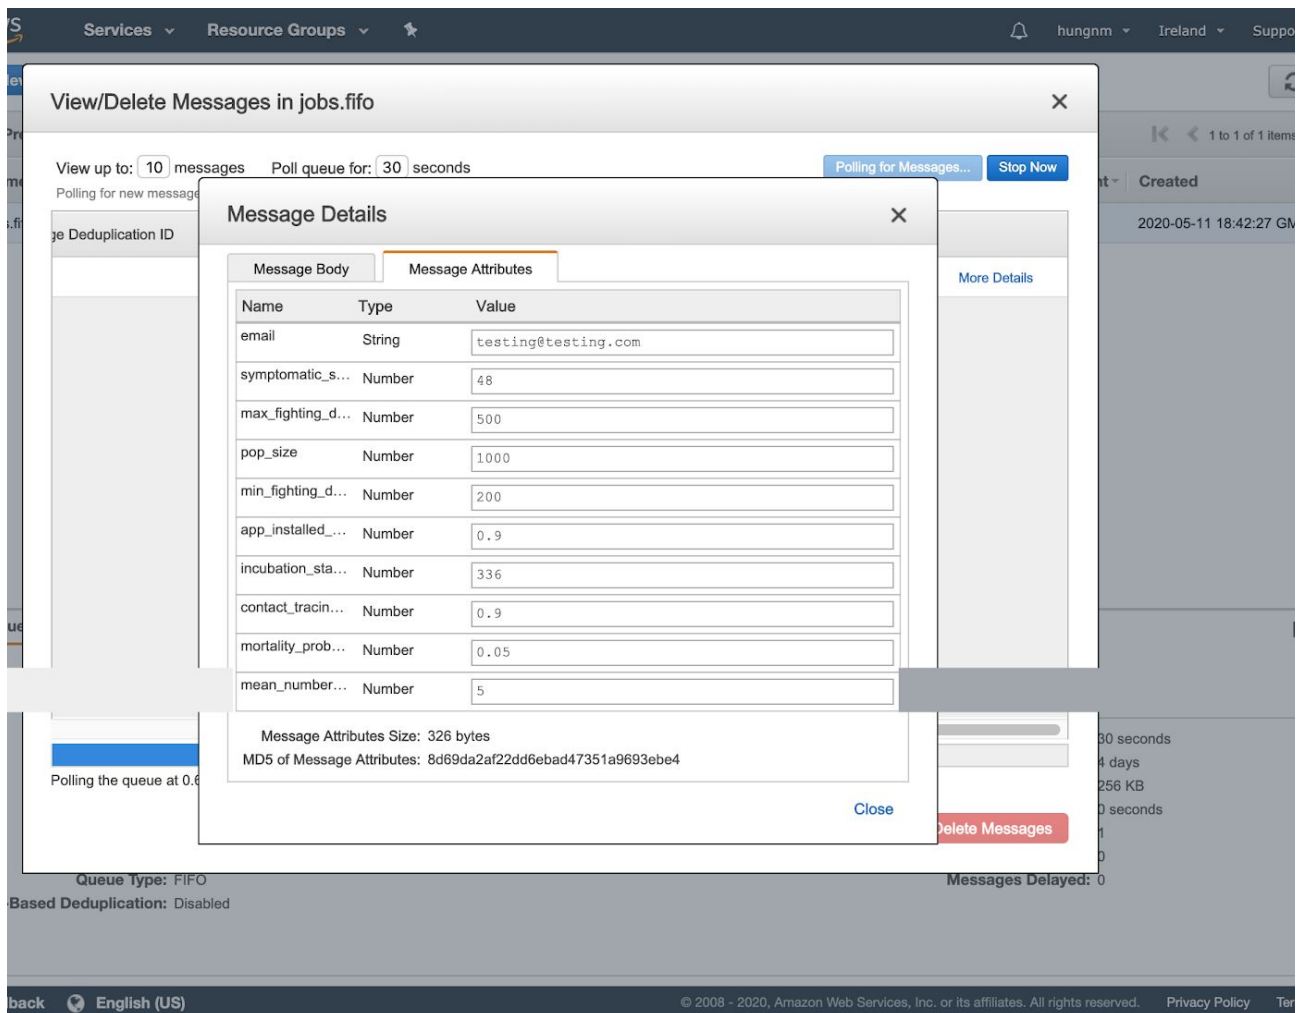 Services Resource Groups hungnm Ireland Suppo
View/Delete Messages in jobs.fifo
1 to 1 of 1 items
View up to: 10 messages Poll queue for: 30 seconds Polling for Messages... Stop Now
Polling for new message
Created
ge Deduplication ID
2020-05-11 18:42:27 GM
More Details
Message Details
Message Body Message Attributes
Name Type Value
email String testing@testing.com
symptomatic_s... Number 48
max_fighting_d... Number 500
pop_size Number 1000
min_fighting_d... Number 200
app_installed_... Number 0.9
incubation_sta... Number 336
contact_tracin... Number 0.9
mortality_prob... Number 0.05
mean_number... Number 5
Message Attributes Size: 326 bytes
MD5 of Message Attributes: 8d69da2af22dd6ebad47351a9693ebe4
Close
30 seconds
4 days
256 KB
0 seconds
1
0
Polling the queue at 0.6
Delete Messages
Queue Type: FIFO
Messages Delayed: 0
-Based Deduplication: Disabled
lback English (US) © 2008 - 2020, Amazon Web Services, Inc. or its affiliates. All rights reserved. Privacy Policy Ter